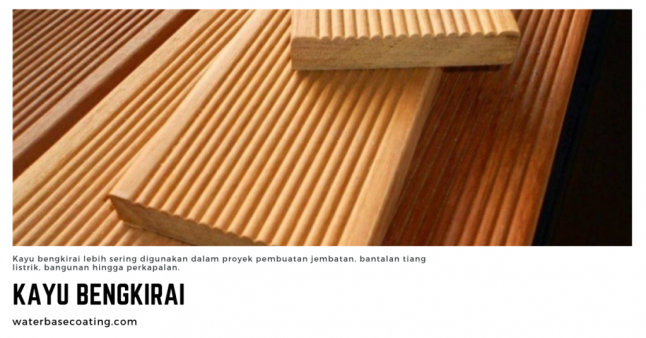 Kayu bengkirai lebih sering digunakan dalam proyek pembuatan jembatan, bantalan tiang
listrik, bangunan hingga perkapalan.
KAYU BENGKIRAI
waterbasecoating.com